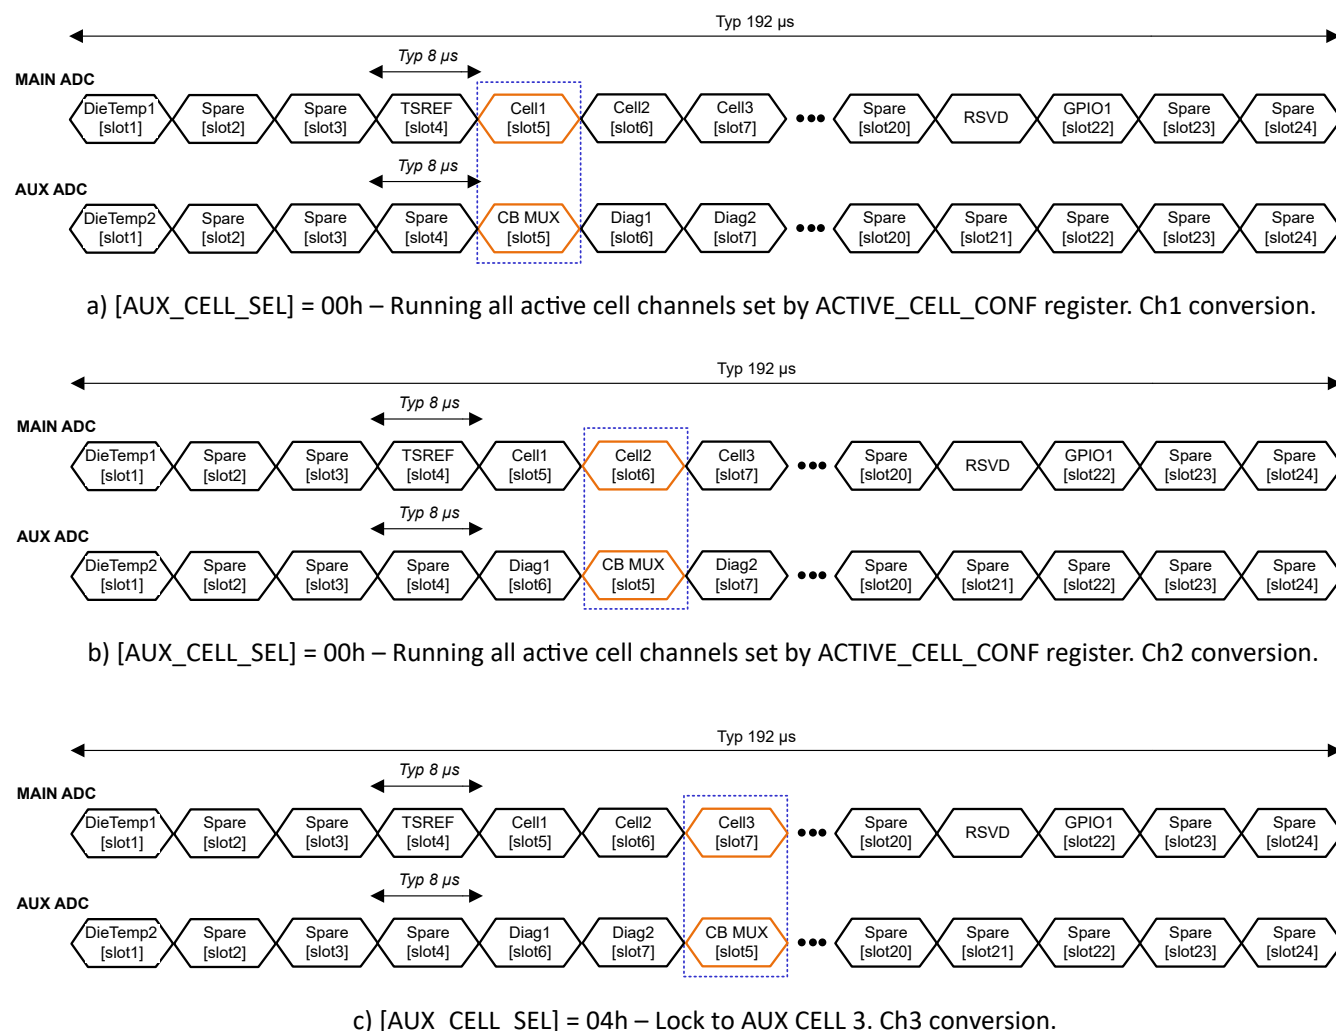 Typ 192 µs
Typ 8 µs
MAIN ADC
DieTemp1 Spare Spare TSREF Cell1 Cell2 Cell3 ••• Spare RSVD GPIO1 Spare Spare
[slot1] [slot2] [slot3] [slot4] [slot5] [slot6] [slot7] [slot20] [slot22] [slot23] [slot24]
Typ 8 µs
AUX ADC
DieTemp2 Spare Spare Spare CB MUX Diag1 Diag2 ••• Spare Spare Spare Spare Spare
[slot1] [slot2] [slot3] [slot4] [slot5] [slot6] [slot7] [slot20] [slot21] [slot22] [slot23] [slot24]
a) [AUX_CELL_SEL] = 00h – Running all active cell channels set by ACTIVE_CELL_CONF register. Ch1 conversion.
Typ 192 µs
Typ 8 µs
MAIN ADC
DieTemp1 Spare Spare TSREF Cell1 Cell2 Cell3 ••• Spare RSVD GPIO1 Spare Spare
[slot1] [slot2] [slot3] [slot4] [slot5] [slot6] [slot7] [slot20] [slot22] [slot23] [slot24]
Typ 8 µs
AUX ADC
DieTemp2 Spare Spare Spare Diag1 CB MUX Diag2 ••• Spare Spare Spare Spare Spare
[slot1] [slot2] [slot3] [slot4] [slot6] [slot5] [slot7] [slot20] [slot21] [slot22] [slot23] [slot24]
b) [AUX_CELL_SEL] = 00h – Running all active cell channels set by ACTIVE_CELL_CONF register. Ch2 conversion.
Typ 192 µs
Typ 8 µs
MAIN ADC
DieTemp1 Spare Spare TSREF Cell1 Cell2 Cell3 ••• Spare RSVD GPIO1 Spare Spare
[slot1] [slot2] [slot3] [slot4] [slot5] [slot6] [slot7] [slot20] [slot22] [slot23] [slot24]
Typ 8 µs
AUX ADC
DieTemp2 Spare Spare Spare Diag1 Diag2 CB MUX ••• Spare Spare Spare Spare Spare
[slot1] [slot2] [slot3] [slot4] [slot6] [slot7] [slot5] [slot20] [slot21] [slot22] [slot23] [slot24]
c) [AUX_CELL_SEL] = 04h – Lock to AUX CELL 3. Ch3 conversion.